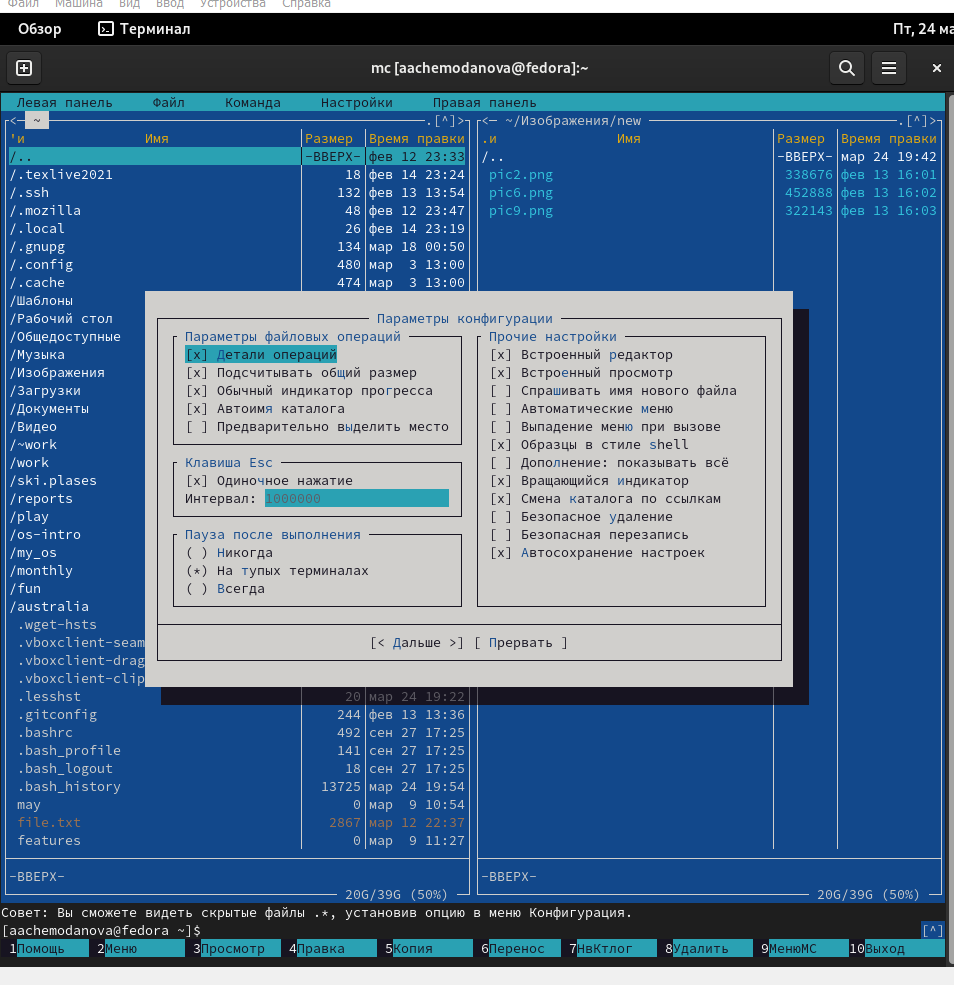 Файл Машина Вид Ввод Устройства Справка
Обзор Терминал Пт, 24 ма
mc [aachemodanova@fedora]:~
Левая панель Файл Команда Настройки Правая панель
<─ ~ .[^]> <─ ~/Изображения/new .[^]>
'и Имя Размер Время правки .и Имя Размер Время правки
/.. -ВВЕРХ- фев 12 23:33 /.. -ВВЕРХ- мар 24 19:42
/.texlive2021 18 фев 14 23:24 pic2.png 338676 фев 13 16:01
/.ssh 132 фев 13 13:54 pic6.png 452888 фев 13 16:02
/.mozilla 48 фев 12 23:47 pic9.png 322143 фев 13 16:03
/.local 26 фев 14 23:19
/.gnupg 134 мар 18 00:50
/.config 480 мар 3 13:00
/.cache 474 мар 3 13:00
/Шаблоны
/Рабочий стол Параметры конфигурации
/Общедоступные Параметры файловых операций Прочие настройки
/Музыка [x] Детали операций [x] Встроенный редактор
/Изображения [x] Подсчитывать общий размер [x] Встроенный просмотр
/Загрузки [x] Обычный индикатор прогресса [ ] Спрашивать имя нового файла
/Документы [x] Автоимя каталога [ ] Автоматические меню
/Видео [ ] Предварительно выделить место [ ] Выпадение меню при вызове
/~work [x] Образцы в стиле shell
/work Клавиша Esc [ ] Дополнение: показывать всё
/ski.plases [x] Одиночное нажатие [x] Вращающийся индикатор
/reports Интервал: 1000000 [x] Смена каталога по ссылкам
/play [ ] Безопасное удаление
/os-intro Пауза после выполнения [ ] Безопасная перезапись
/my_os ( ) Никогда [x] Автосохранение настроек
/monthly (*) На тупых терминалах
/fun ( ) Всегда
/australia
.wget-hsts
.vboxclient-seam [< Дальше >] [ Прервать ]
.vboxclient-drag
.vboxclient-clip
.lesshst 20 мар 24 19:22
.gitconfig 244 фев 13 13:36
.bashrc 492 сен 27 17:25
.bash_profile 141 сен 27 17:25
.bash_logout 18 сен 27 17:25
.bash_history 13725 мар 24 19:54
may 0 мар 9 10:54
file.txt 2867 мар 12 22:37
features 0 мар 9 11:27
-ВВЕРХ- -ВВЕРХ-
20G/39G (50%) 20G/39G (50%)
Совет: Вы сможете видеть скрытые файлы .*, установив опцию в меню Конфигурация.
[aachemodanova@fedora ~]$ [^]
1Помощь 2Меню 3Просмотр 4Правка 5Копия 6Перенос 7НвКтлог 8Удалить 9МенюМС 10Выход